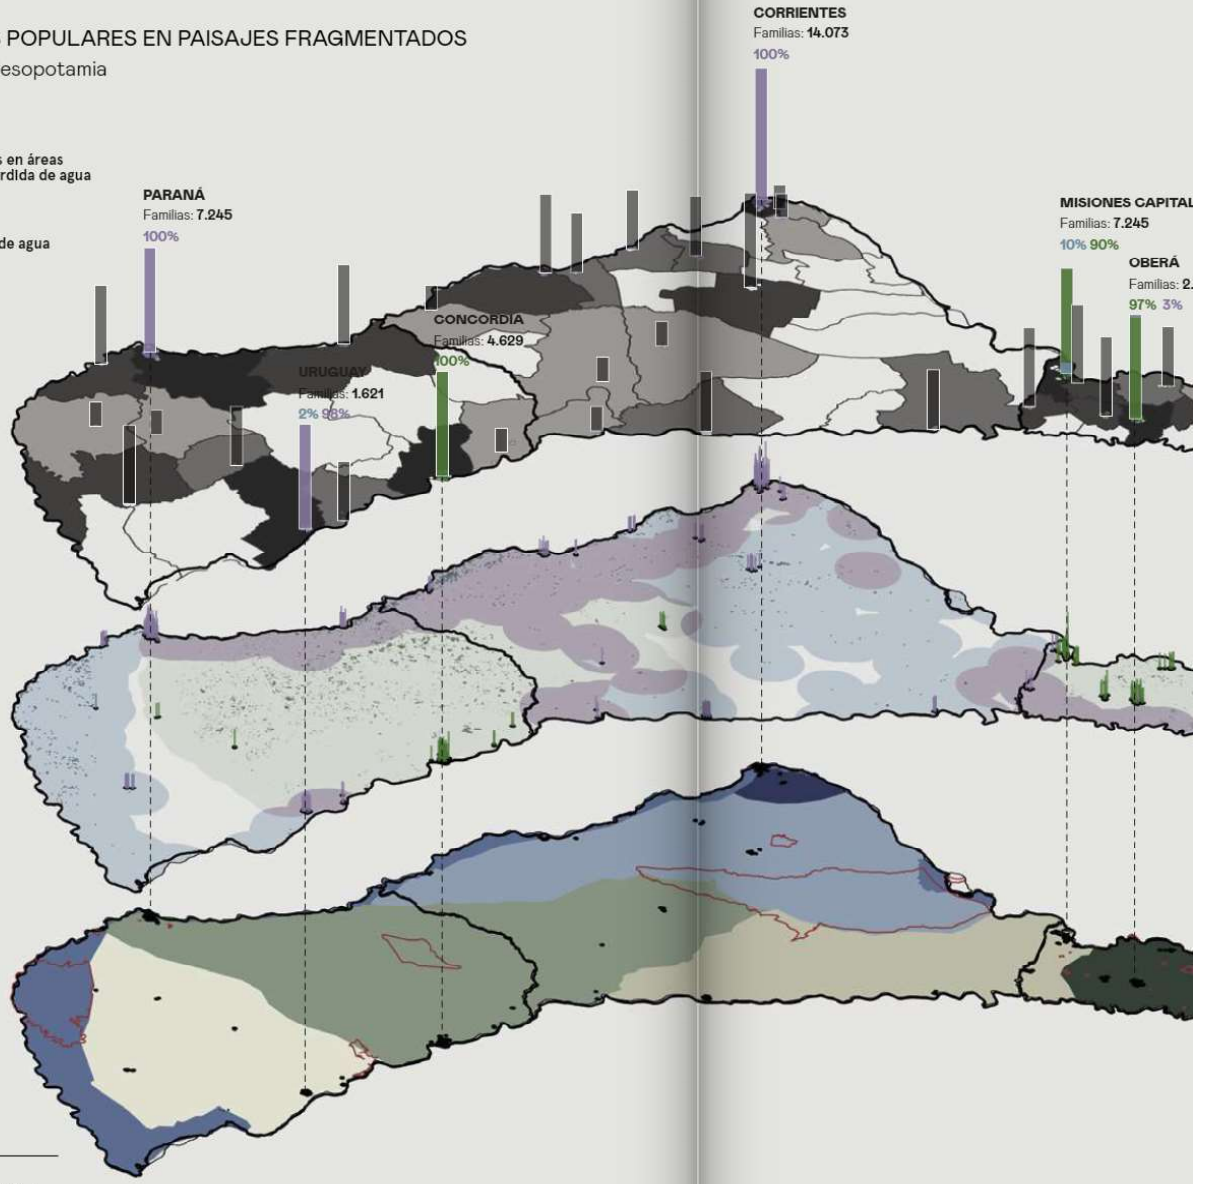 POPULARES EN PAISAJES FRAGMENTADOS
esopotamia
s en áreas
rdida de agua
de agua
PARANÁ
Familias: 7.245
100%
URUGUAY
Familias: 1.621
2% 98%
CONCORDIA
Familias: 4.629
100%
CORRIENTES
Familias: 14.073
100%
MISIONES CAPITAL
Familias: 7.245
10% 90%
OBERÁ
Familias: 2.
97% 3%